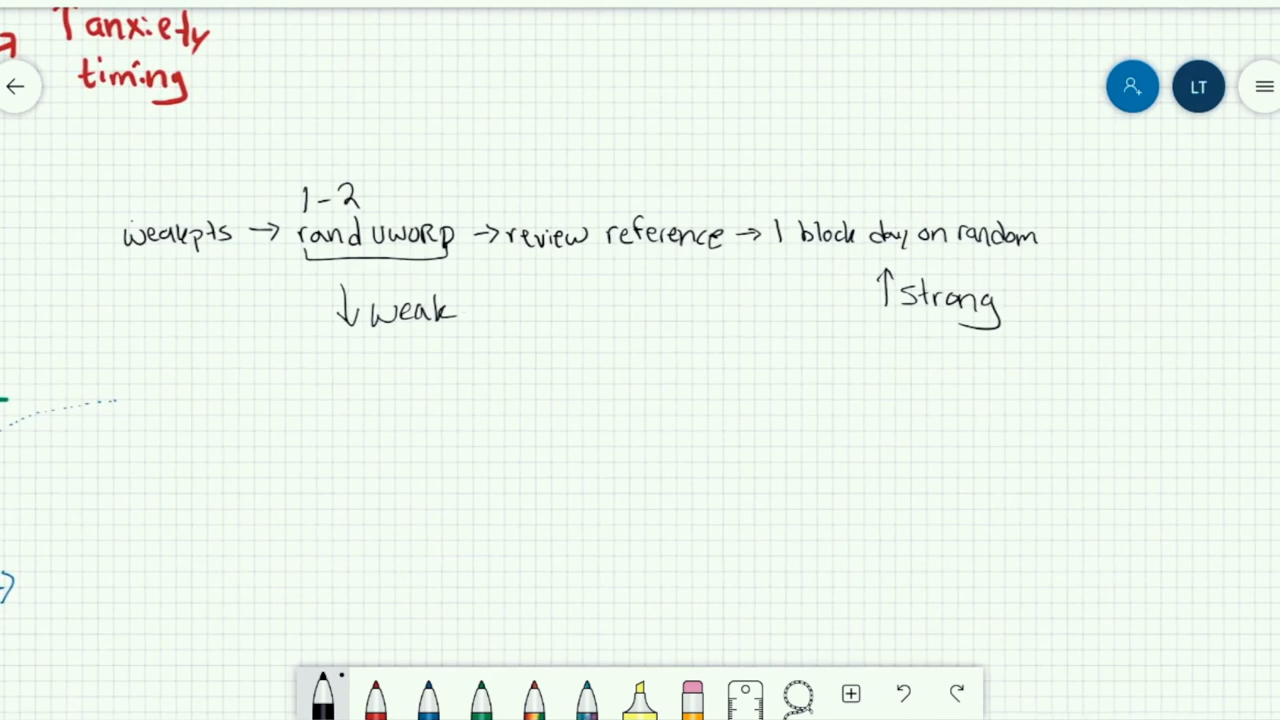 ↑ anxiety
timing
LT
1-2
weakpts → rand UWORP → review reference → 1 block day on random
↓ weak
↑ strong